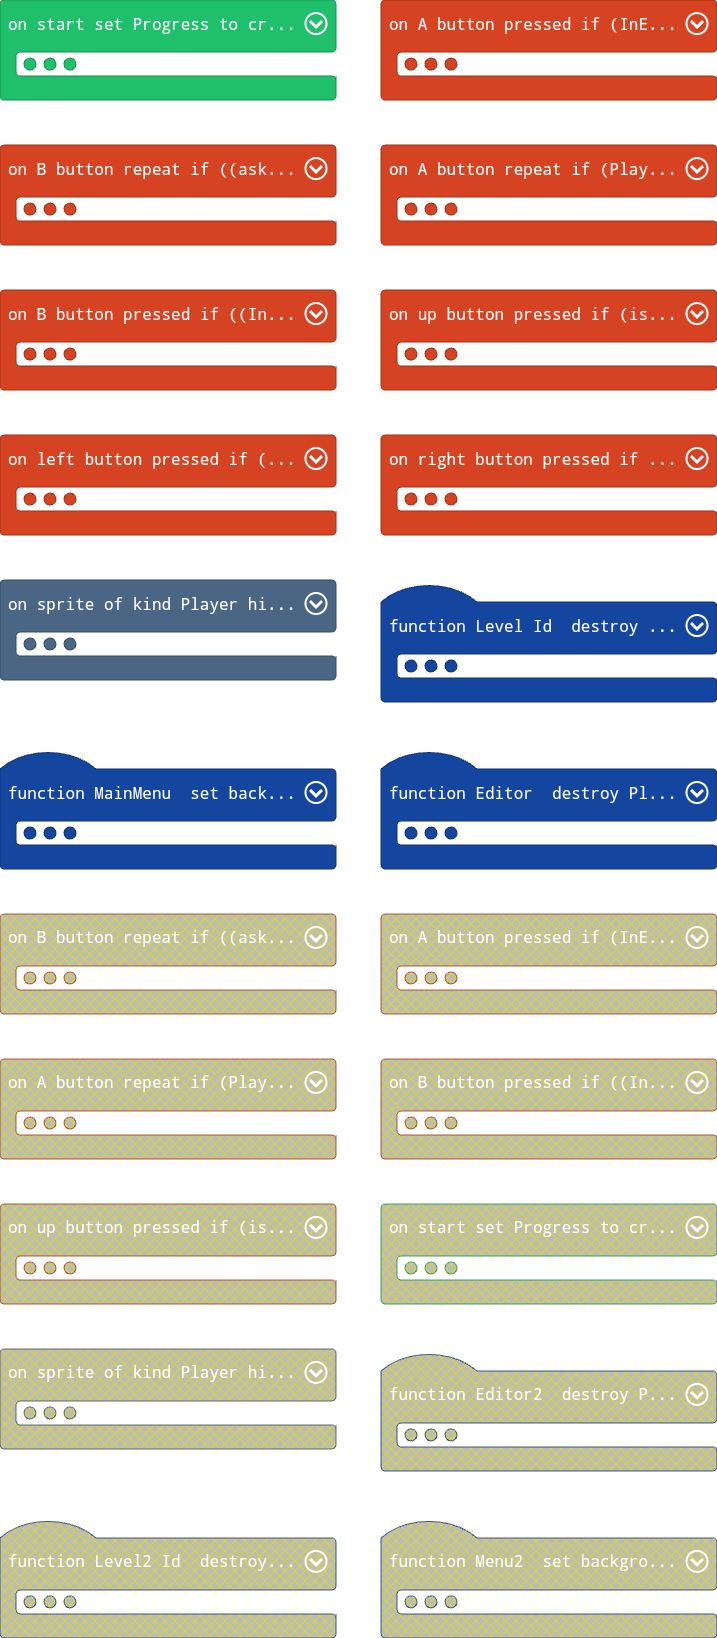 on start set Progress to cr...
on A button pressed if (InE...
on B button repeat if ((ask...
on A button repeat if (Play...
on B button pressed if ((In...
on up button pressed if (is...
on left button pressed if (...
on right button pressed if ...
on sprite of kind Player hi...
function Level Id  destroy ...
function MainMenu  set back...
function Editor  destroy Pl...
on B button repeat if ((ask...
on A button pressed if (InE...
on A button repeat if (Play...
on B button pressed if ((In...
on up button pressed if (is...
on start set Progress to cr...
on sprite of kind Player hi...
function Editor2  destroy P...
function Level2 Id  destroy...
function Menu2  set backgro...